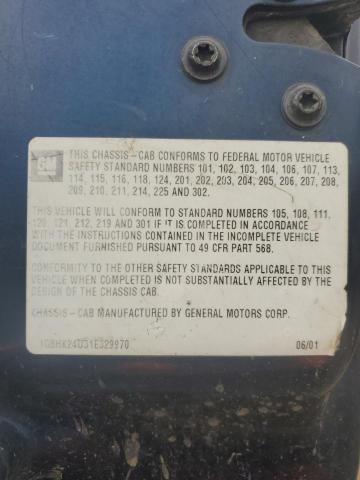 GM
THIS CHASSIS-CAB CONFORMS TO FEDERAL MOTOR VEHICLE
SAFETY STANDARD NUMBERS 101, 102, 103, 104, 106, 107, 113,
114, 115, 116, 118, 124, 201, 202, 203, 204, 205, 206, 207, 208,
209, 210, 211, 214, 225 AND 302.
THIS VEHICLE WILL CONFORM TO STANDARD NUMBERS 105, 108, 111,
120, 121, 212, 219 AND 301 IF IT IS COMPLETED IN ACCORDANCE
WITH THE INSTRUCTIONS CONTAINED IN THE INCOMPLETE VEHICLE
DOCUMENT FURNISHED PURSUANT TO 49 CFR PART 568.
CONFORMITY TO THE OTHER SAFETY STANDARDS APPLICABLE TO THIS
VEHICLE WHEN COMPLETED IS NOT SUBSTANTIALLY AFFECTED BY THE
DESIGN OF THE CHASSIS CAB.
CHASSIS-CAB MANUFACTURED BY GENERAL MOTORS CORP.
1GBHK24U31E329970 06/01